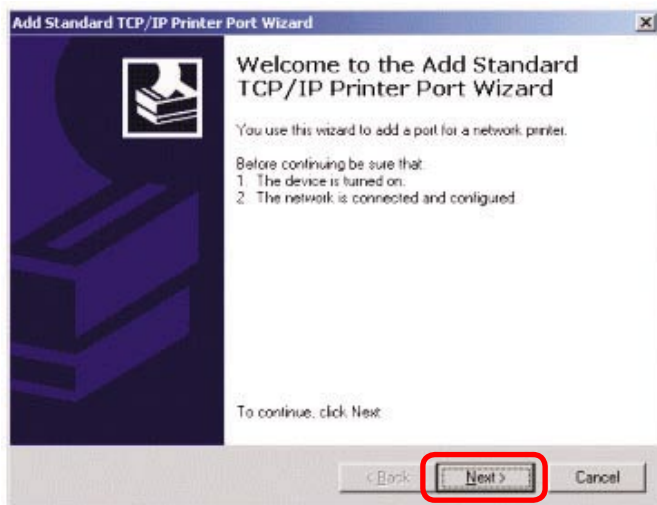 Add Standard TCP/IP Printer Port Wizard
Welcome to the Add Standard
TCP/IP Printer Port Wizard
You use this wizard to add a port for a network printer.
Before continuing be sure that:
1. The device is turned on.
2. The network is connected and configured.
To continue, click Next.
< Back Next > Cancel